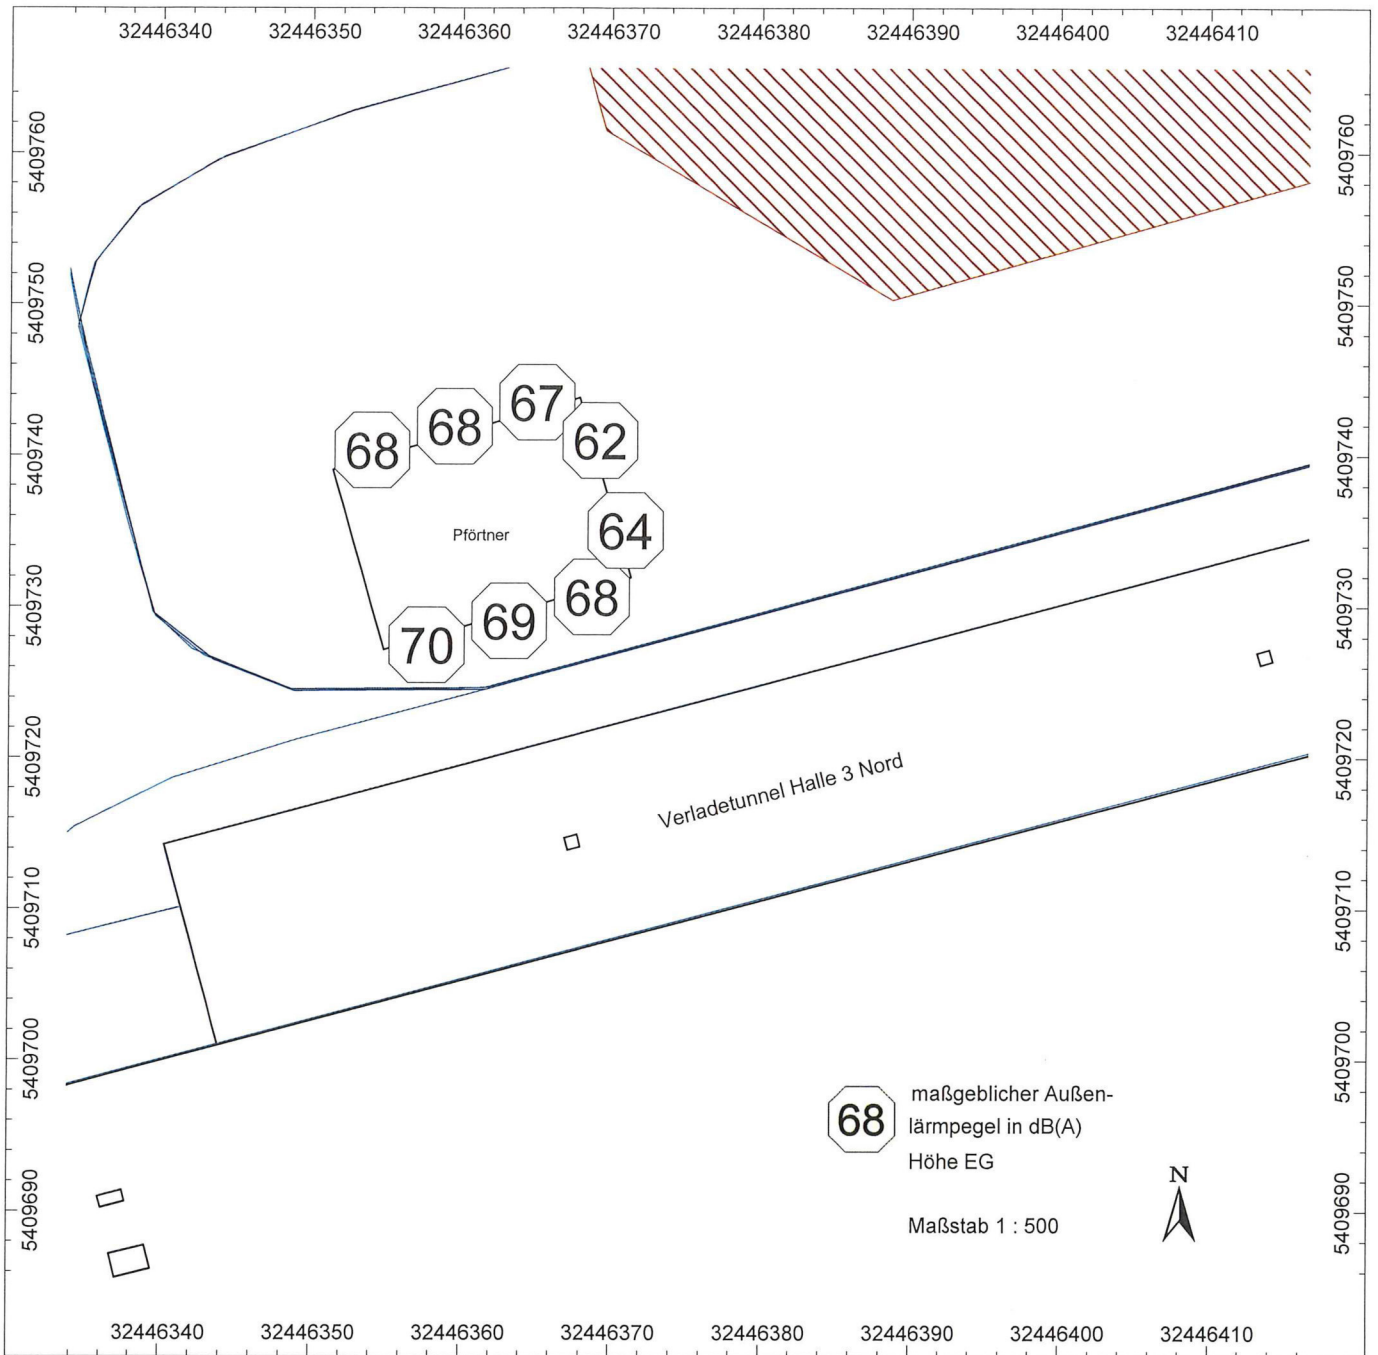 32446340 32446350 32446360 32446370 32446380 32446390 32446400 32446410
5409760 5409760
5409750 5409750
5409740 5409740
5409730 5409730
5409720 5409720
5409710 5409710
5409700 5409700
5409690 5409690
67
68
68
62
64
Pförtner
68
69
70
Verladetunnel Halle 3 Nord
68
maßgeblicher Außen-
lärmpegel in dB(A)
Höhe EG
N
Maßstab 1 : 500
32446340 32446350 32446360 32446370 32446380 32446390 32446400 32446410